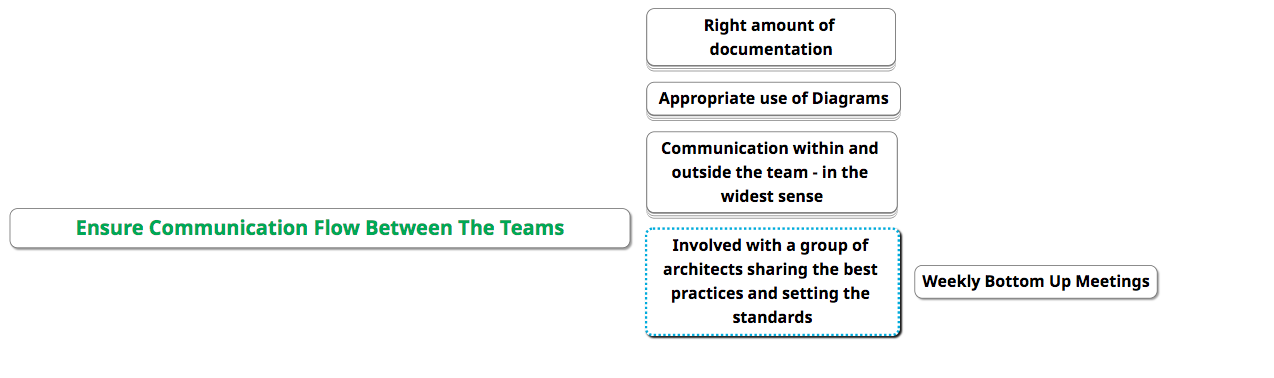 Right amount of
documentation
Appropriate use of Diagrams
Communication within and
outside the team - in the
widest sense
Ensure Communication Flow Between The Teams
Involved with a group of
architects sharing the best
practices and setting the
standards
Weekly Bottom Up Meetings